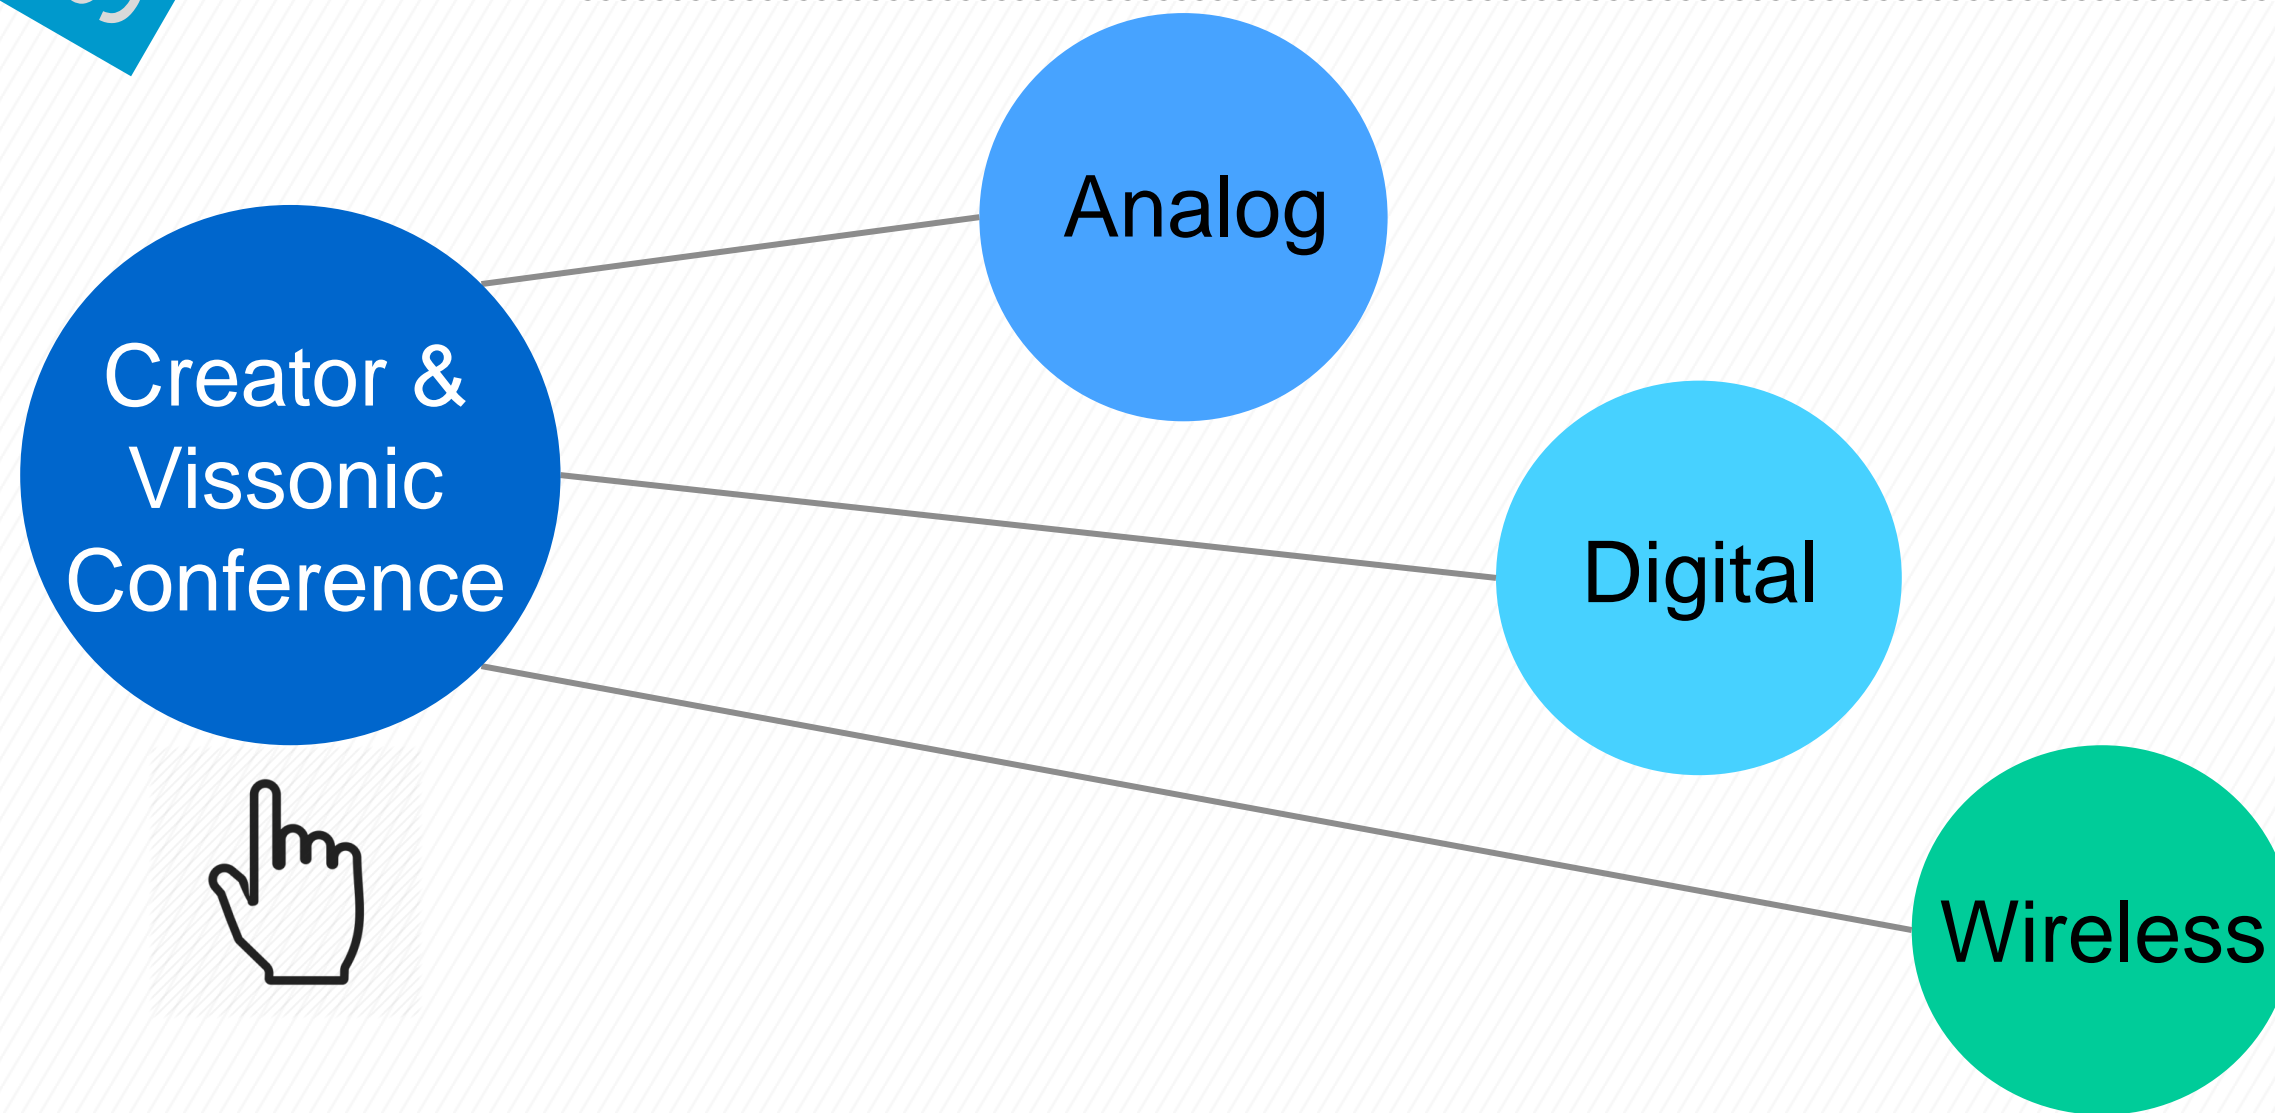 Analog
Creator &
Vissonic
Conference
Digital
Wireless